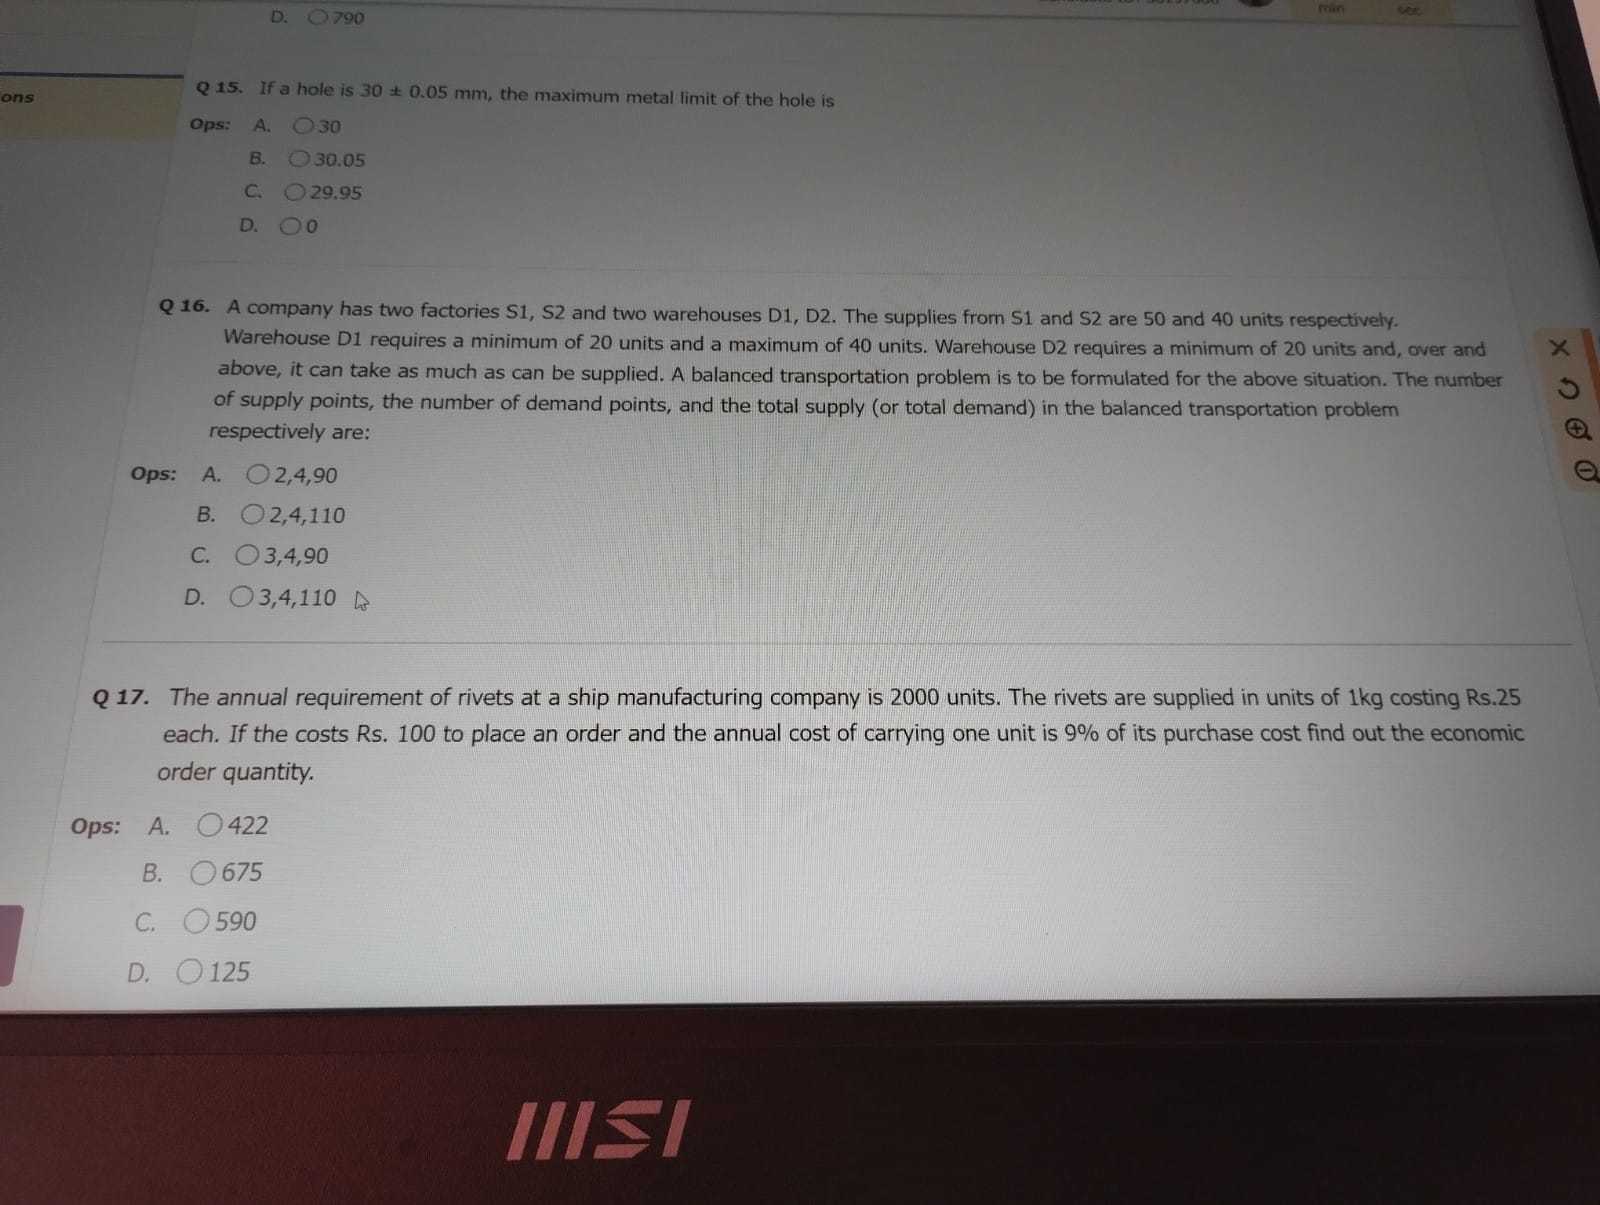 D. 790
min sec
ons
Q 15. If a hole is 30 ± 0.05 mm, the maximum metal limit of the hole is
Ops: A. 30
B. 30.05
C. 29.95
D. 0
Q 16. A company has two factories S1, S2 and two warehouses D1, D2. The supplies from S1 and S2 are 50 and 40 units respectively.
Warehouse D1 requires a minimum of 20 units and a maximum of 40 units. Warehouse D2 requires a minimum of 20 units and, over and
above, it can take as much as can be supplied. A balanced transportation problem is to be formulated for the above situation. The number
of supply points, the number of demand points, and the total supply (or total demand) in the balanced transportation problem
respectively are:
Ops: A. 2,4,90
B. 2,4,110
C. 3,4,90
D. 3,4,110
Q 17. The annual requirement of rivets at a ship manufacturing company is 2000 units. The rivets are supplied in units of 1kg costing Rs.25
each. If the costs Rs. 100 to place an order and the annual cost of carrying one unit is 9% of its purchase cost find out the economic
order quantity.
Ops: A. 422
B. 675
C. 590
D. 125
msi